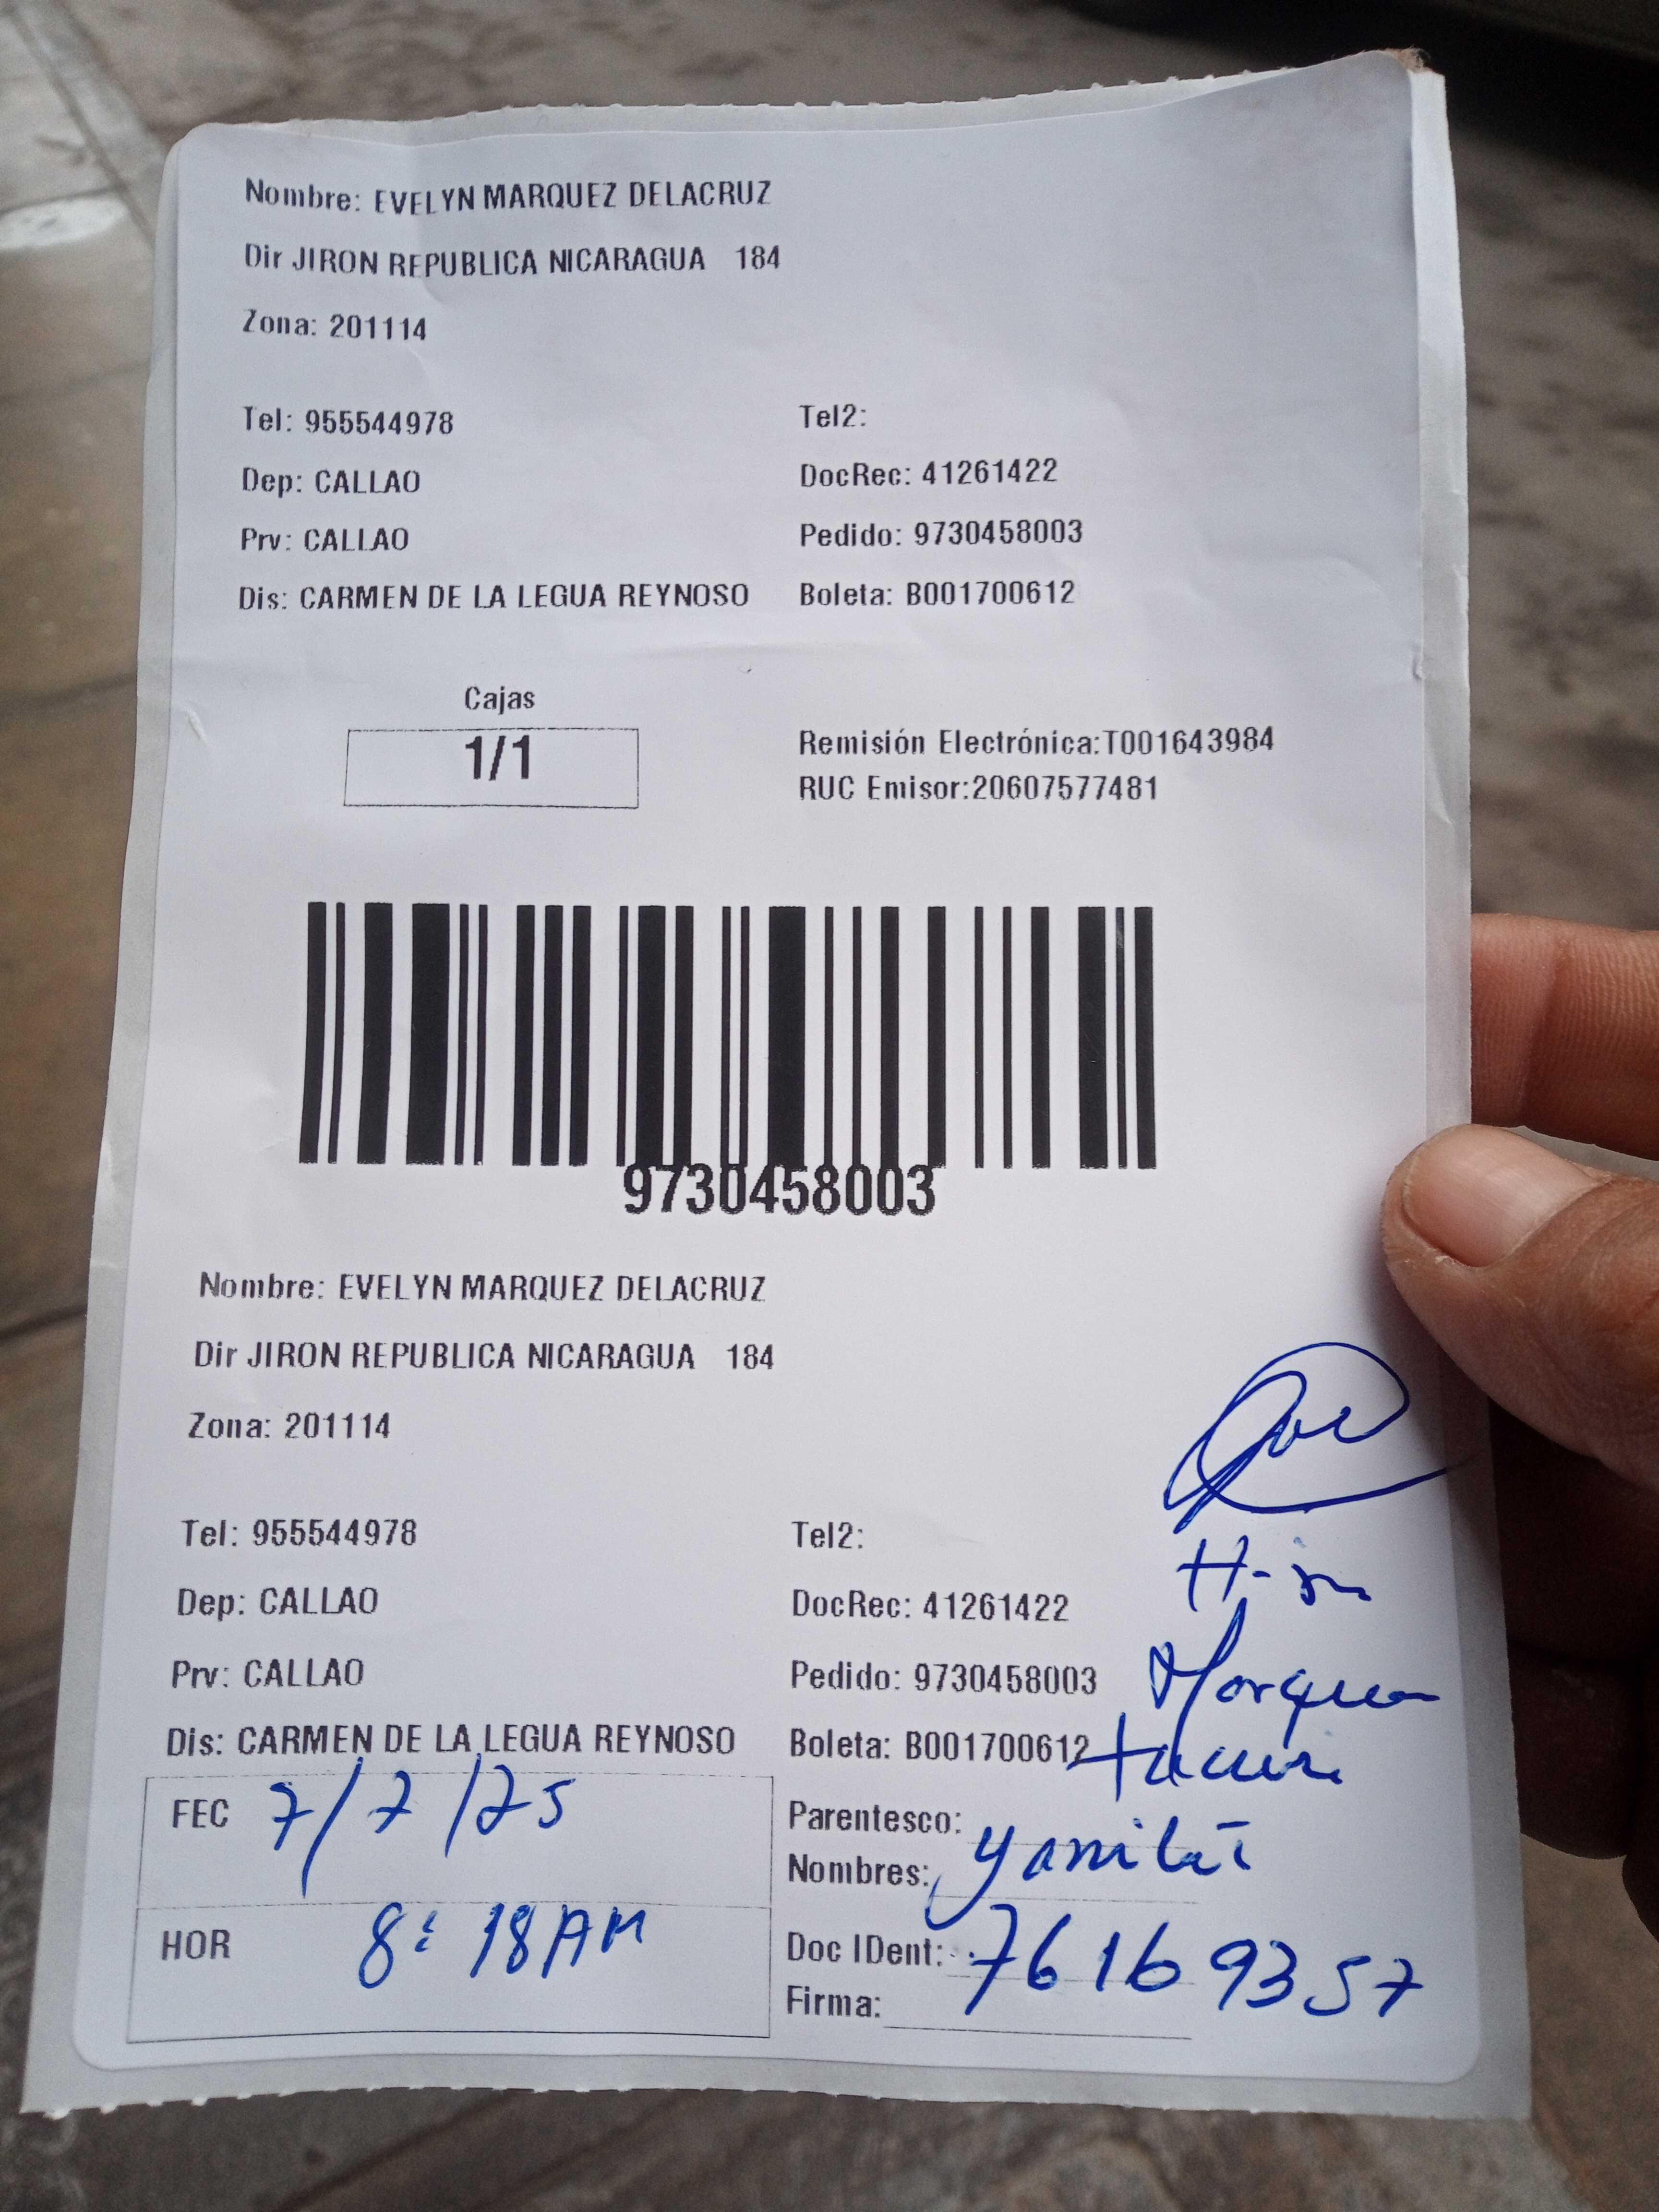 Nombre: EVELYN MARQUEZ DELACRUZ
Dir JIRON REPUBLICA NICARAGUA 184
Zona: 201114
Tel: 955544978
Tel2:
Dep: CALLAO
DocRec: 41261422
Prv: CALLAO
Pedido: 9730458003
Dis: CARMEN DE LA LEGUA REYNOSO
Boleta: B001700612
Cajas
1/1
Remisión Electrónica:T001643984
RUC Emisor:20607577481
9730458003
Nombre: EVELYN MARQUEZ DELACRUZ
Dir JIRON REPUBLICA NICARAGUA 184
Zona: 201114
Tel: 955544978
Tel2:
Dep: CALLAO
DocRec: 41261422
Prv: CALLAO
Pedido: 9730458003
Dis: CARMEN DE LA LEGUA REYNOSO
Boleta: B001700612
FEC 7/7/25
Parentesco:
Nombres:
HOR 8:18AM
Doc IDent: 76169357
Firma: